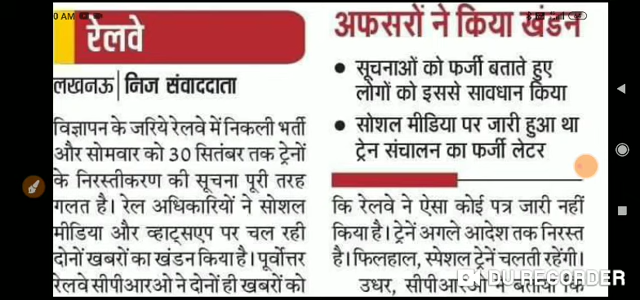 0 AM
रेलवे
लखनऊ | निज संवाददाता
विज्ञापन के जरिये रेलवे में निकली भर्ती
और सोमवार को 30 सितंबर तक ट्रेनों
के निरस्तीकरण की सूचना पूरी तरह
गलत है। रेल अधिकारियों ने सोशल
मीडिया और व्हाट्सएप पर चल रही
दोनों खबरों का खंडन किया है। पूर्वोत्तर
रेलवे सीपीआरओ ने दोनों ही खबरों को
अफसरों ने किया खंडन
● सूचनाओं को फर्जी बताते हुए
लोगों को इससे सावधान किया
● सोशल मीडिया पर जारी हुआ था
ट्रेन संचालन का फर्जी लेटर
कि रेलवे ने ऐसा कोई पत्र जारी नहीं
किया है। ट्रेनें अगले आदेश तक निरस्त
है। फिलहाल, स्पेशल ट्रेनें चलती रहेंगी।
उधर, सीपीआरओ ने बताया कि
DU RECORDER